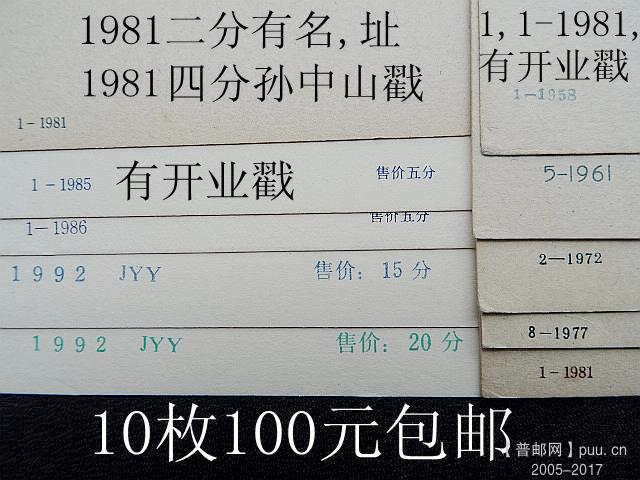 1981二分有名,址
1981四分孙中山戳
1-1981
1-1985 有开业戳 售价五分
1-1986 售价五分
1992 JYY 售价: 15 分
1992 JYY 售价: 20 分
1,1-1981,
有开业戳
1-1958
5-1961
2—1972
8-1977
1-1981
10枚100元包邮
【普邮网】puu.cn
2005-2017